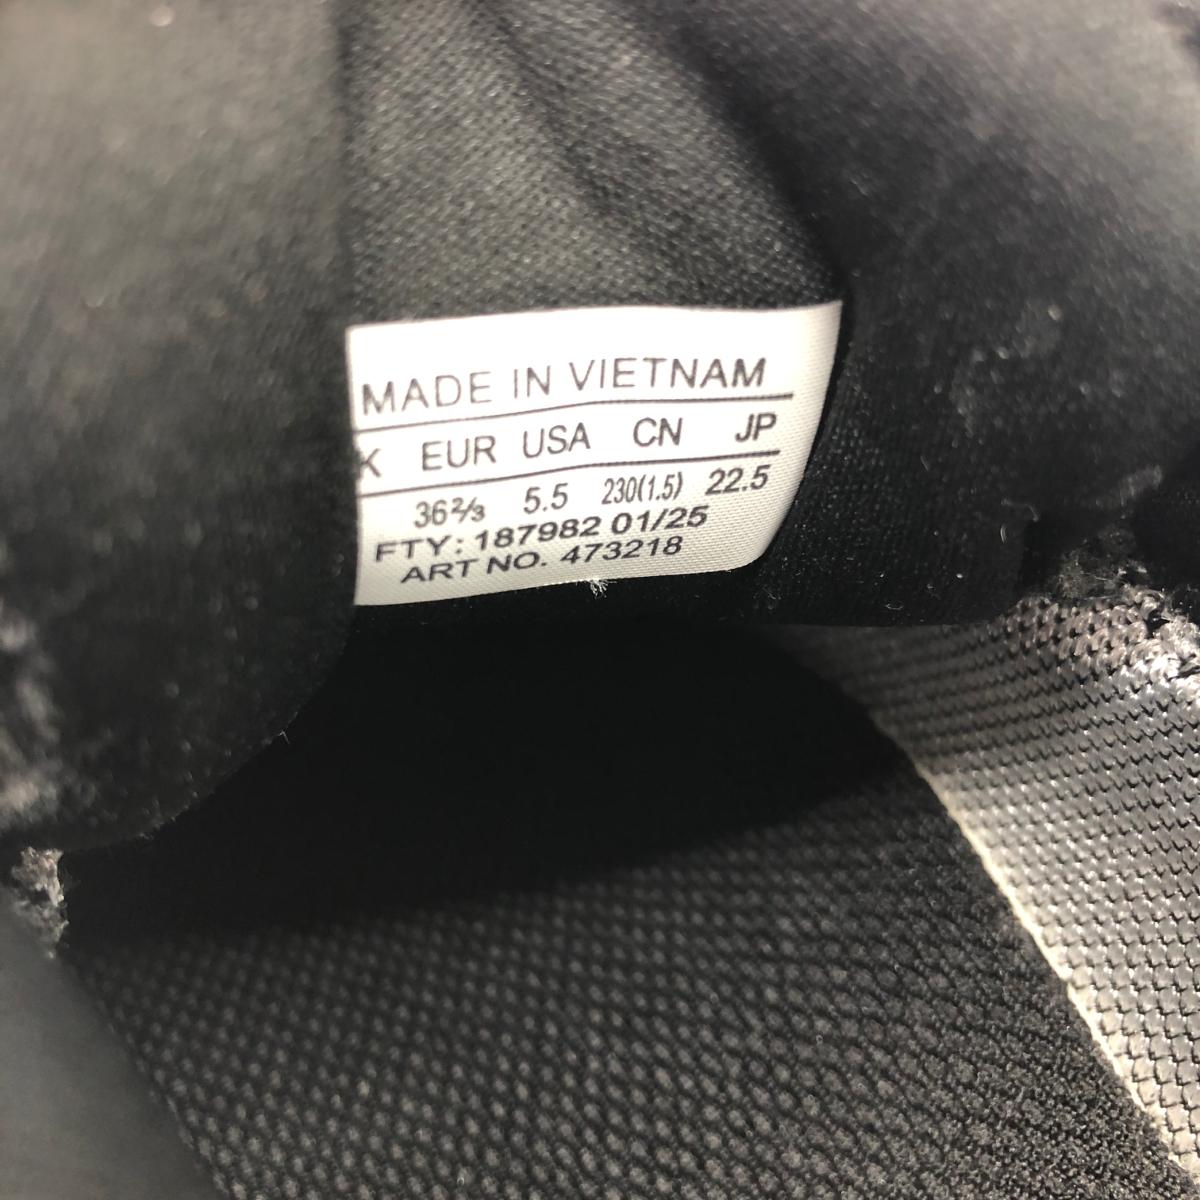 MADE IN VIETNAM
K EUR USA CN JP
36⅔ 5.5 230(1.5) 22.5
FTY: 187982 01/25
ART NO. 473218